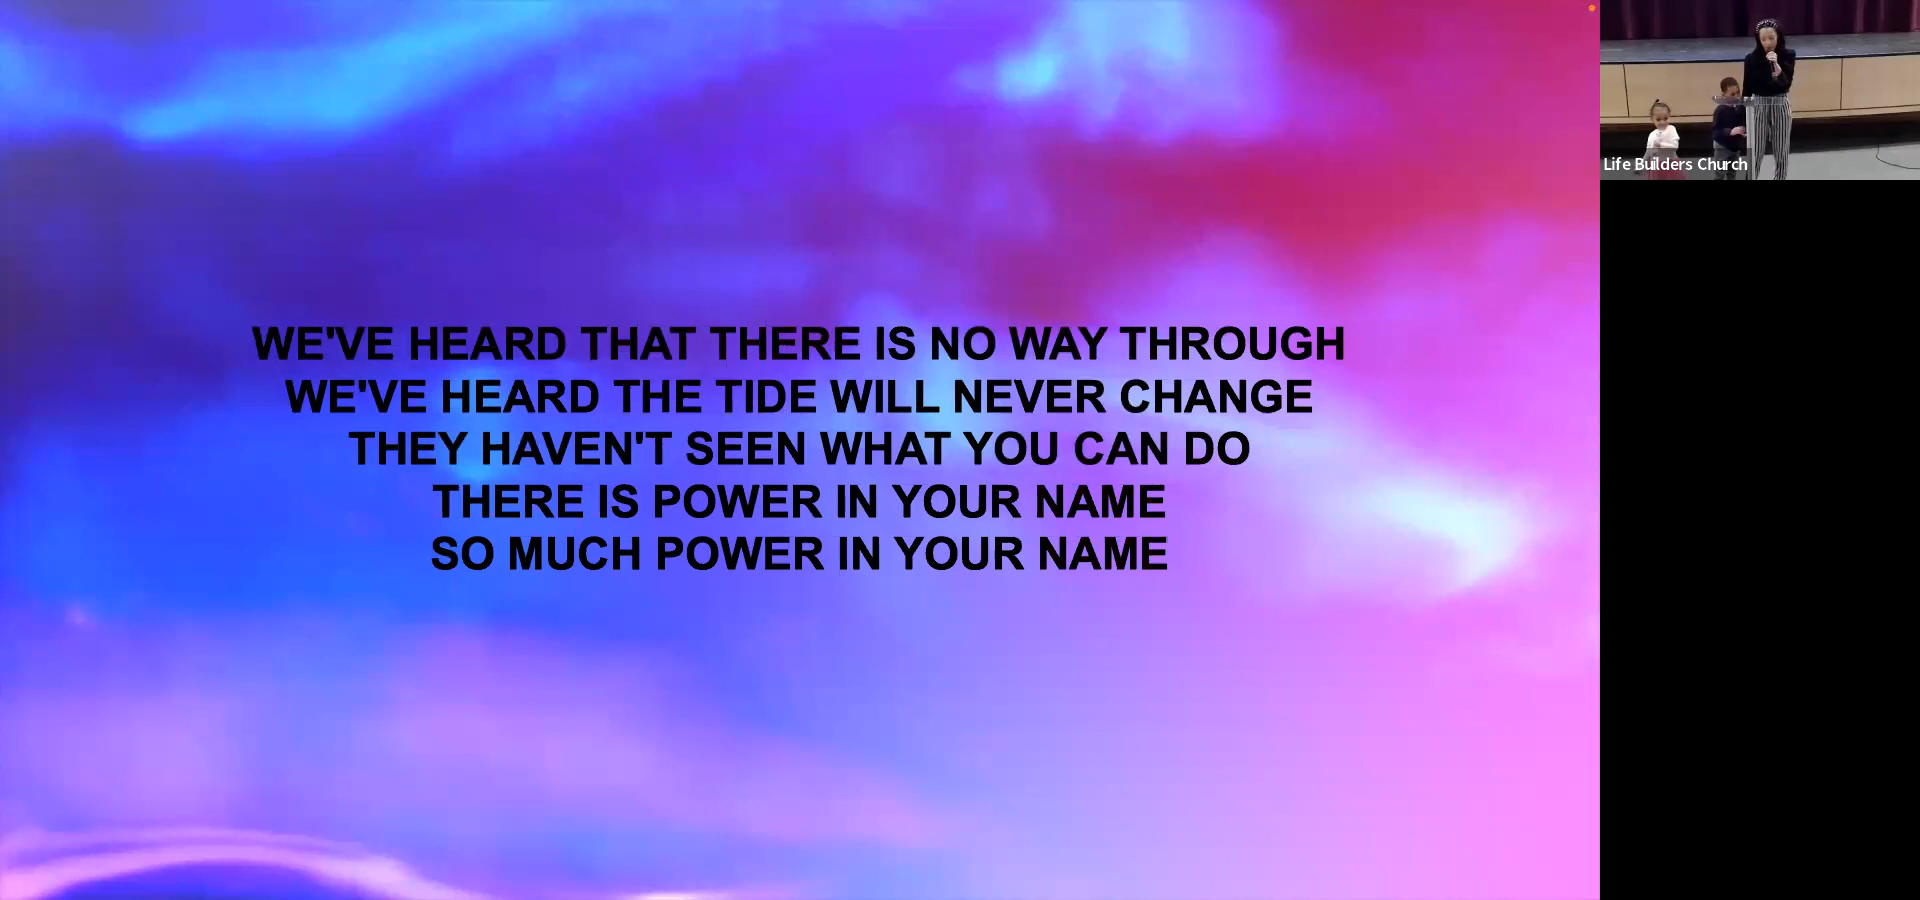 WE'VE HEARD THAT THERE IS NO WAY THROUGH
WE'VE HEARD THE TIDE WILL NEVER CHANGE
THEY HAVEN'T SEEN WHAT YOU CAN DO
THERE IS POWER IN YOUR NAME
SO MUCH POWER IN YOUR NAME
Life Builders Church